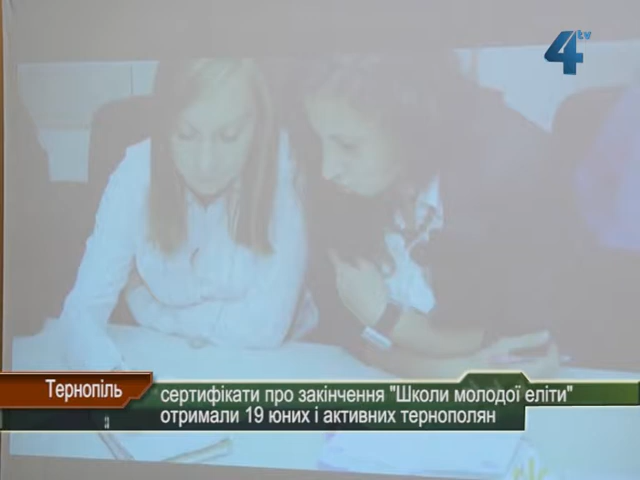 4 tv
Тернопіль
сертифікати про закінчення "Школи молодої еліти"
отримали 19 юних і активних тернополян